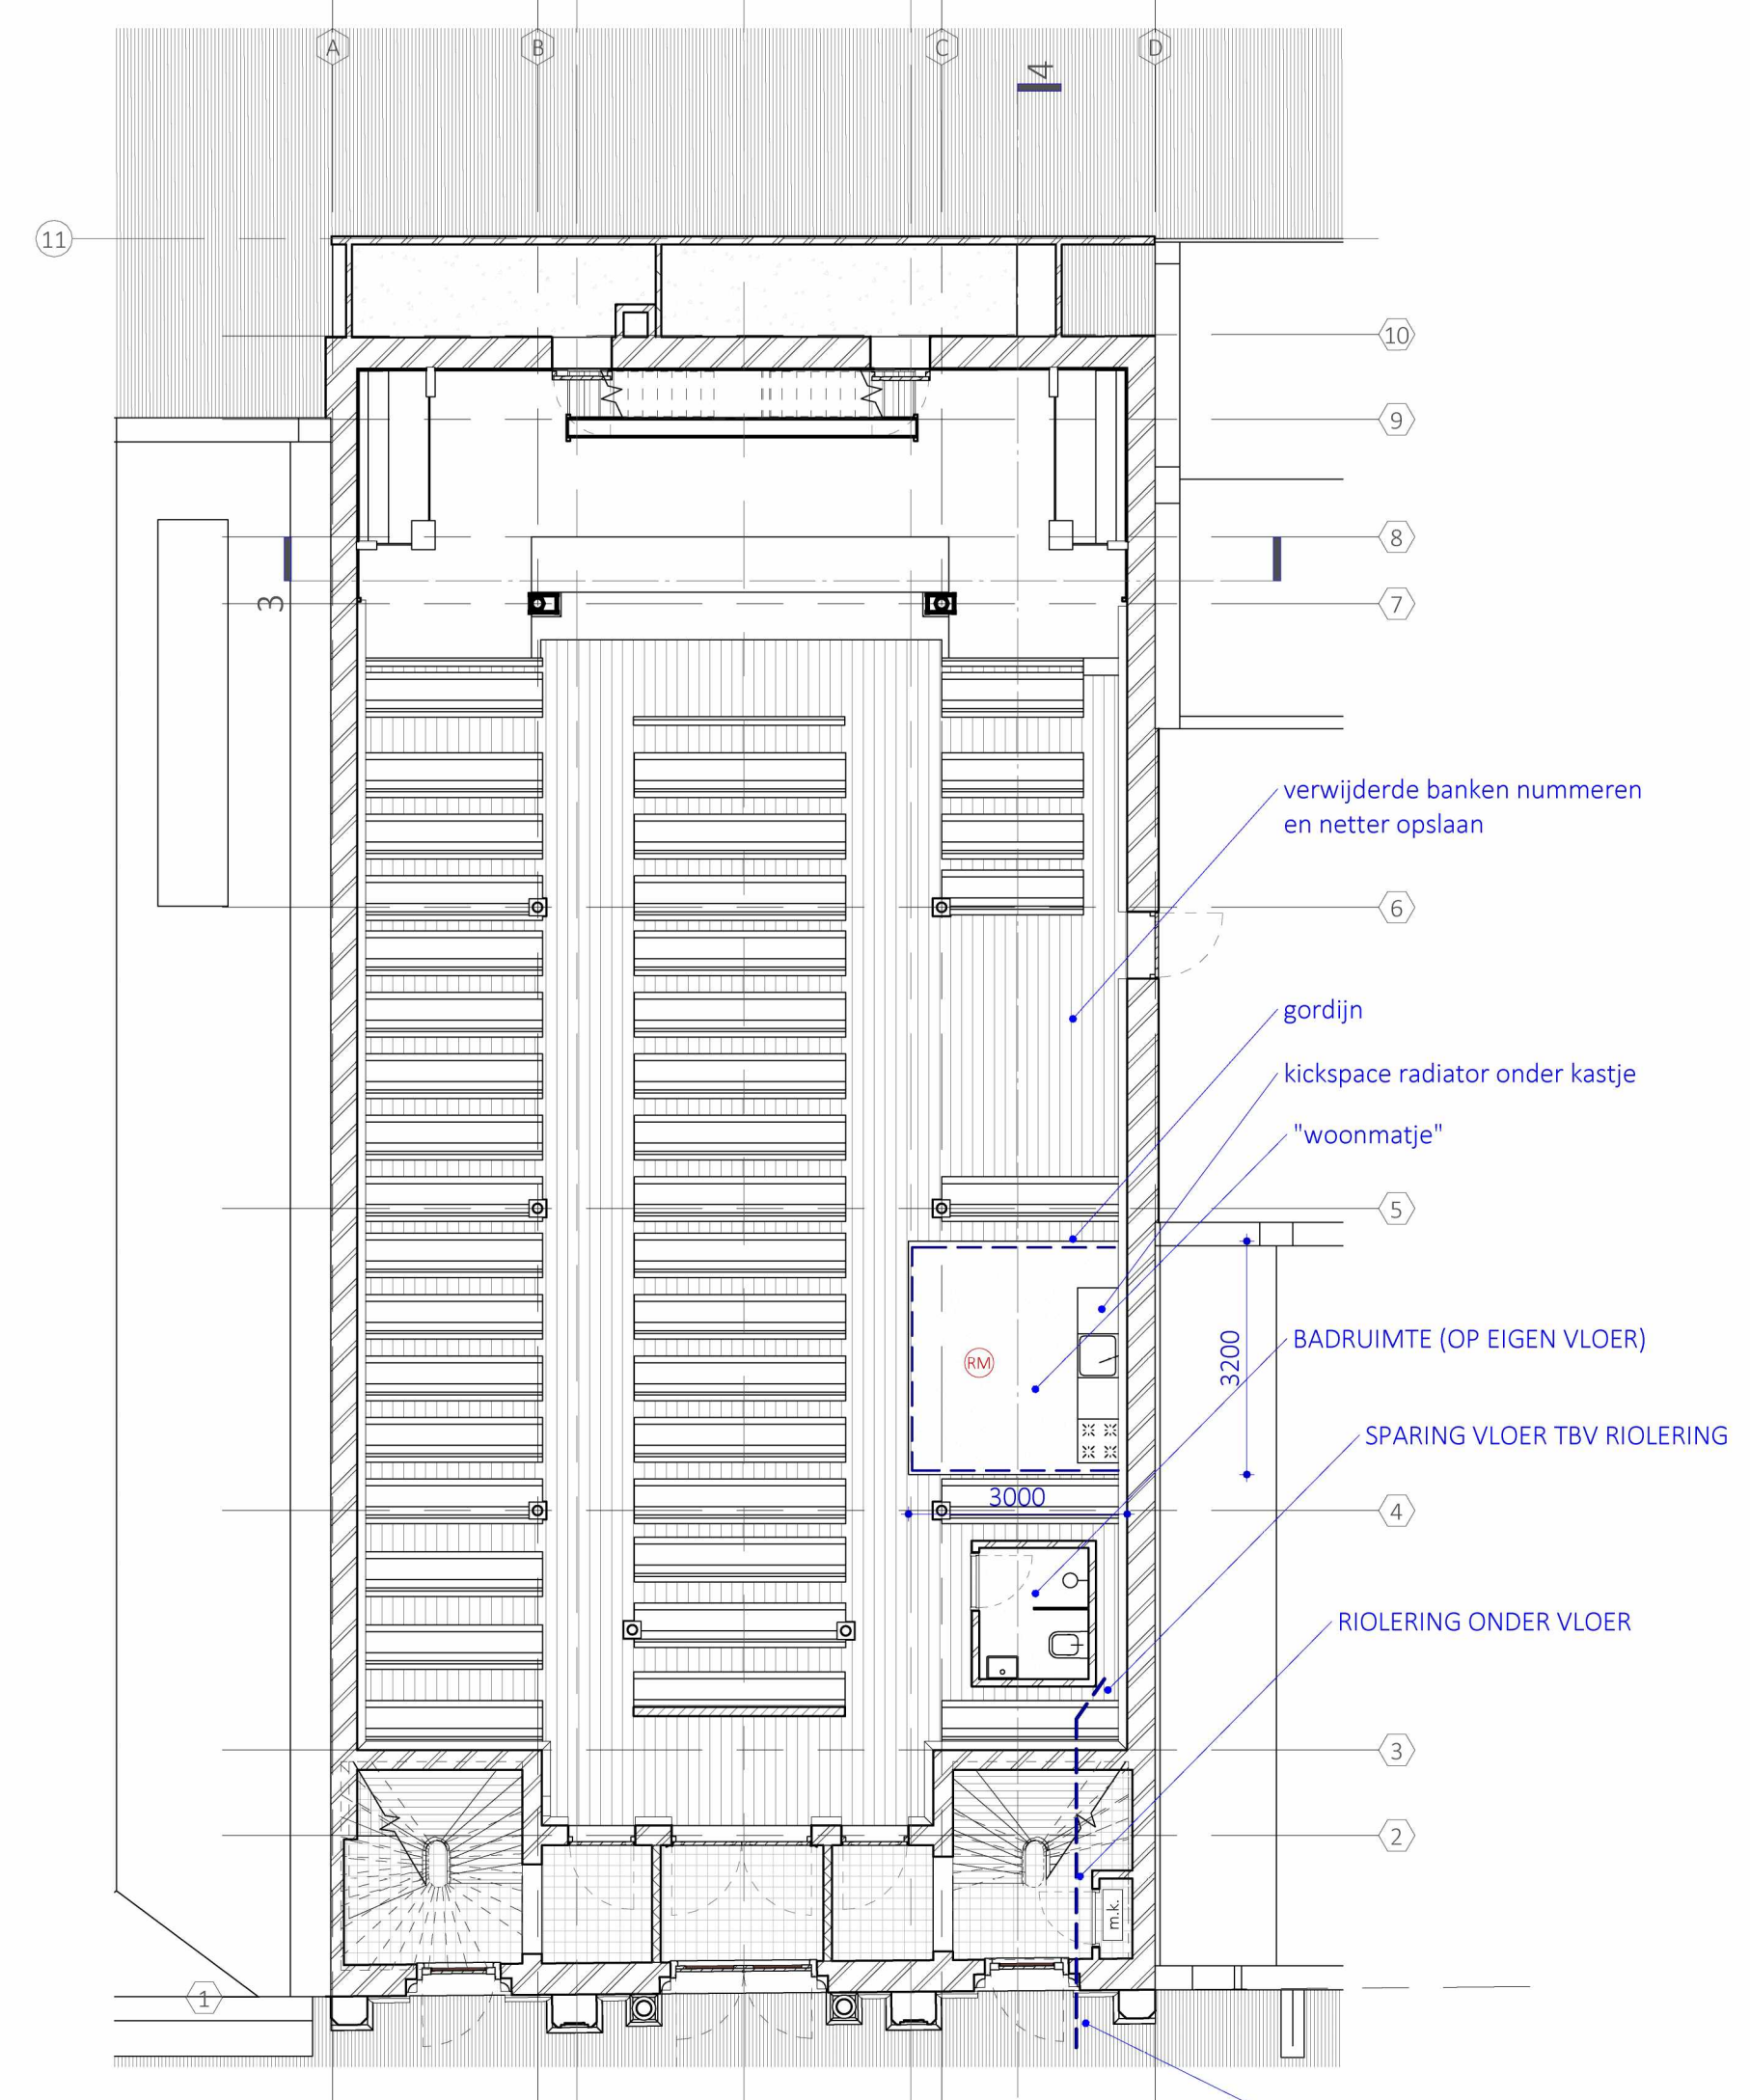 A
B
C
D
4
11
10
9
8
3
7
verwijderde banken nummeren
en netter opslaan
6
gordijn
kickspace radiator onder kastje
"woonmatje"
5
BADRUIMTE (OP EIGEN VLOER)
3200
RM
SPARING VLOER TBV RIOLERING
3000
4
RIOLERING ONDER VLOER
3
2
m.k.
1